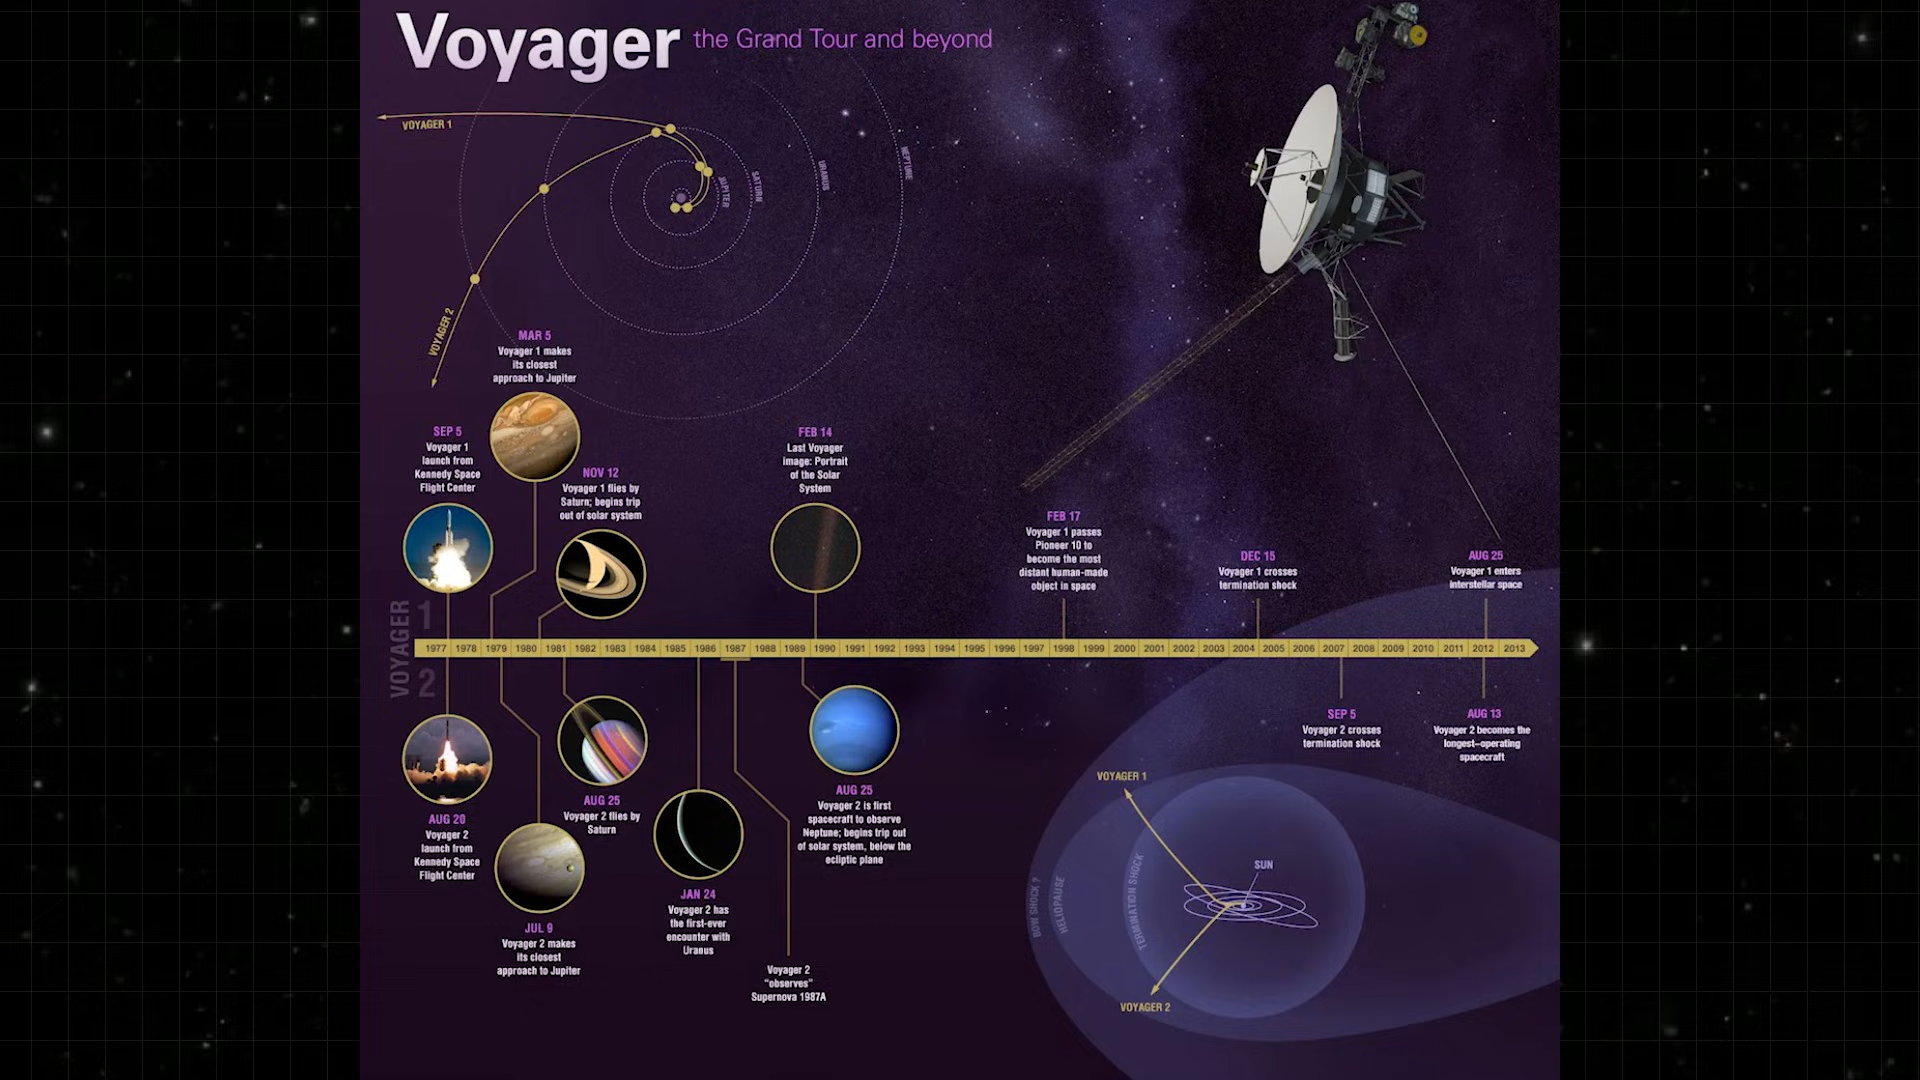 Voyager the Grand Tour and beyond
VOYAGER 1
VOYAGER 2
JUPITER
SATURN
URANUS
NEPTUNE
MAR 5
Voyager 1 makes
its closest
approach to Jupiter
SEP 5
Voyager 1
launch from
Kennedy Space
Flight Center
NOV 12
Voyager 1 flies by
Saturn; begins trip
out of solar system
FEB 14
Last Voyager
image: Portrait
of the Solar
System
FEB 17
Voyager 1 passes
Pioneer 10 to
become the most
distant human-made
object in space
DEC 15
Voyager 1 crosses
termination shock
AUG 25
Voyager 1 enters
interstellar space
VOYAGER
1
2
1977 1978 1979 1980 1981 1982 1983 1984 1985 1986 1987 1988 1989 1990 1991 1992 1993 1994 1995 1996 1997 1998 1999 2000 2001 2002 2003 2004 2005 2006 2007 2008 2009 2010 2011 2012 2013
AUG 20
Voyager 2
launch from
Kennedy Space
Flight Center
JUL 9
Voyager 2 makes
its closest
approach to Jupiter
AUG 25
Voyager 2 flies by
Saturn
JAN 24
Voyager 2 has
the first-ever
encounter with
Uranus
Voyager 2
"observes"
Supernova 1987A
AUG 25
Voyager 2 is first
spacecraft to observe
Neptune; begins trip out
of solar system, below the
ecliptic plane
SEP 5
Voyager 2 crosses
termination shock
AUG 13
Voyager 2 becomes the
longest–operating
spacecraft
VOYAGER 1
SUN
BOW SHOCK ?
HELIOPAUSE
TERMINATION SHOCK
VOYAGER 2